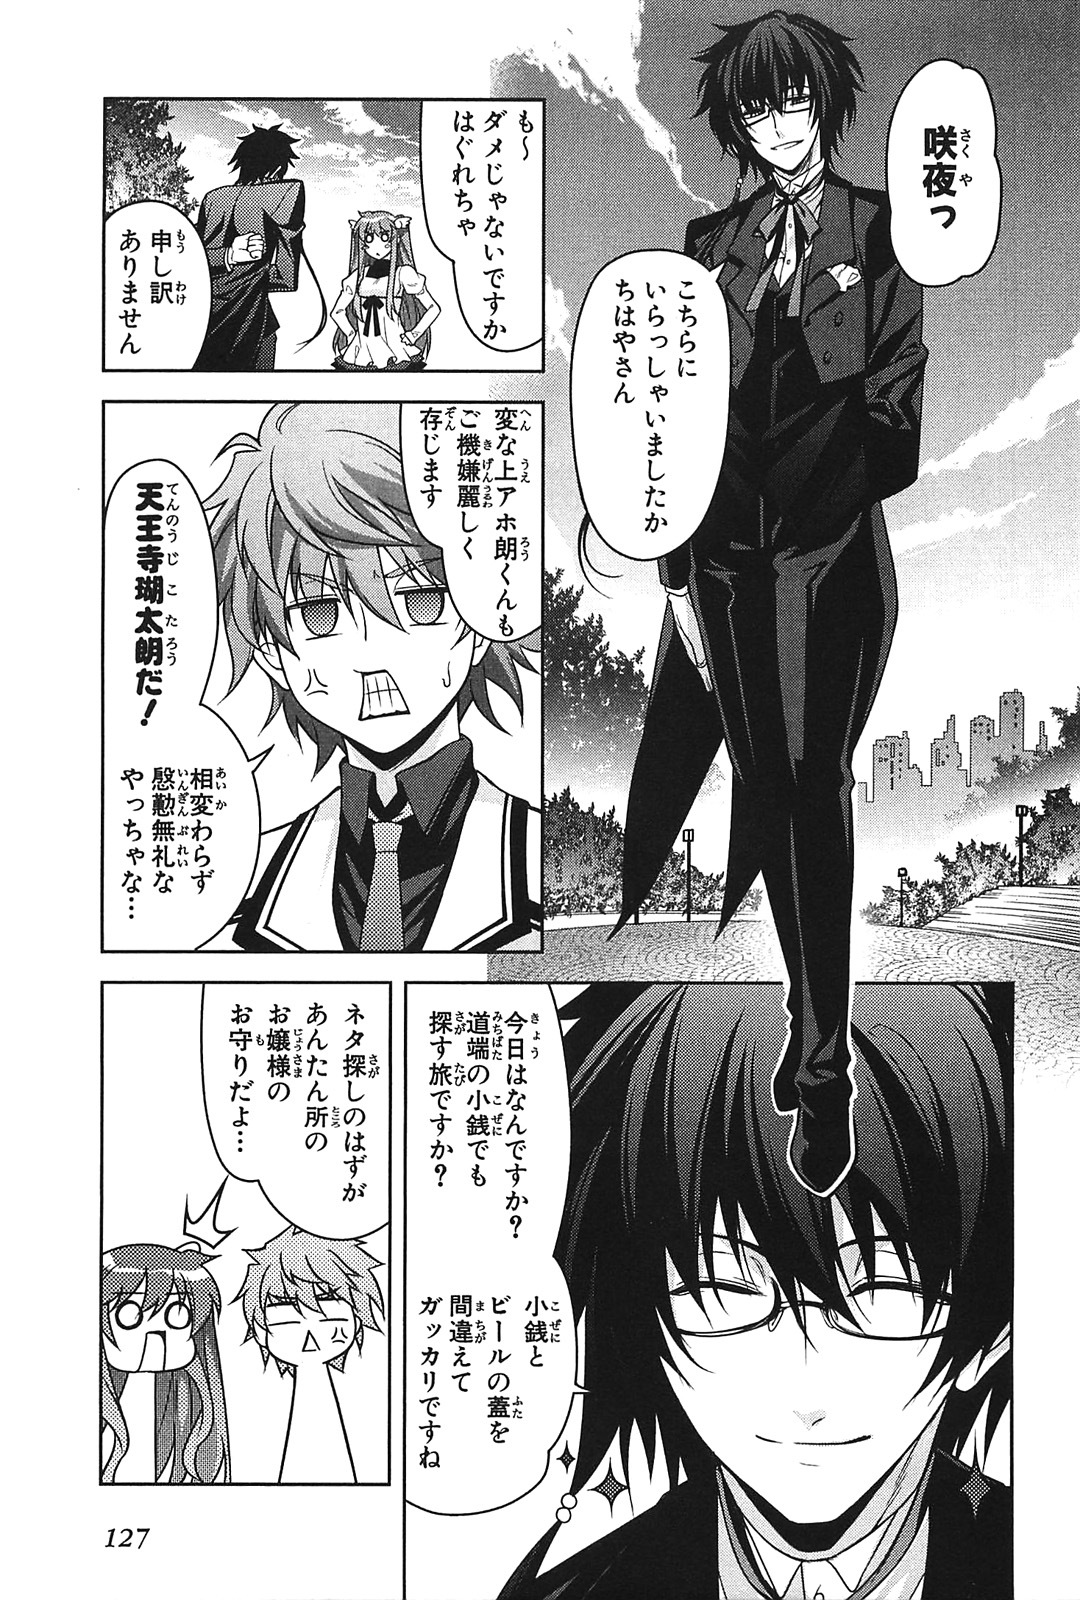 咲夜っ
こちらに
いらっしゃいましたか
ちはやさん
も〜
ダメじゃないですか
はぐれちゃ
申し訳
ありません
変な上アホ朗くんも
ご機嫌麗しく
存じます
天王寺瑚太朗だ！
相変わらず
慇懃無礼な
やっちゃな…
今日はなんですか？
道端の小銭でも
探す旅ですか？
小銭と
ビールの蓋を
間違えて
ガッカリですね
ネタ探しのはずが
あんたん所の
お嬢様の
お守りだよ…
127